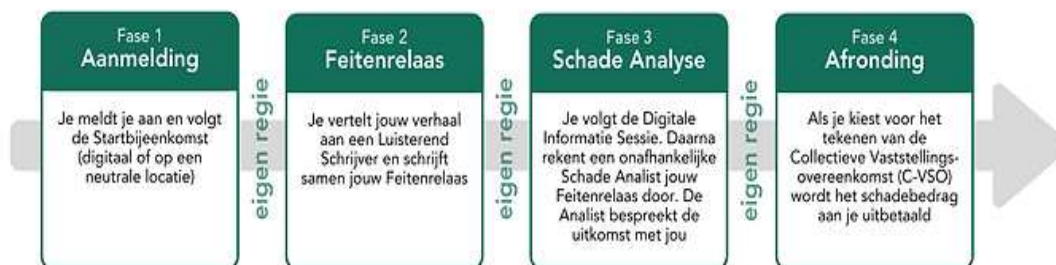 Fase 1
Aanmelding
Je meldt je aan en volgt
de Startbijeenkomst
(digitaal of op een
neutrale locatie)
eigen regie
Fase 2
Feitenrelaas
Je vertelt jouw verhaal
aan een Luisterend
Schrijver en schrijft
samen jouw Feitenrelaas
eigen regie
Fase 3
Schade Analyse
Je volgt de Digitale
Informatie Sessie. Daarna
rekent een onafhankelijke
Schade Analist jouw
Feitenrelaas door. De
Analist bespreekt de
uitkomst met jou
eigen regie
Fase 4
Afronding
Als je kiest voor het
tekenen van de
Collectieve Vaststellings-
overeenkomst (C-VSO)
wordt het schadebedrag
aan je uitbetaald